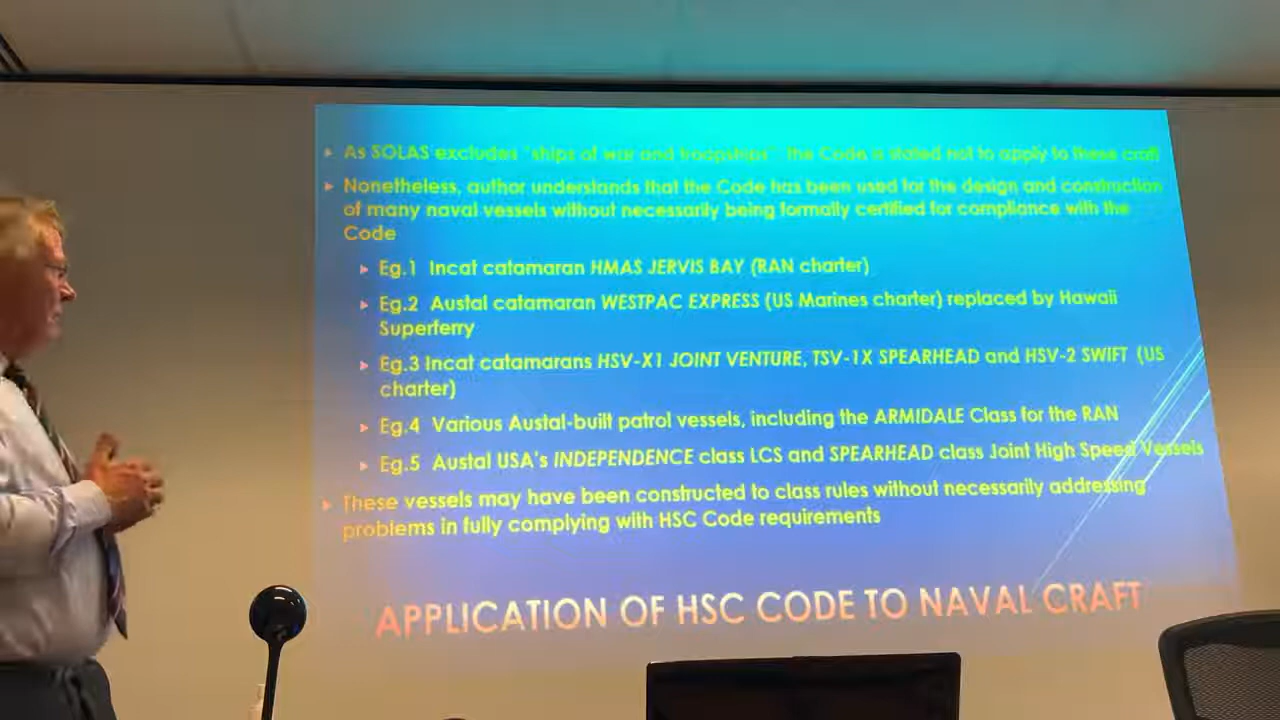 As SOLAS excludes "ships of war and troopships", the Code is stated not to apply to these craft
Nonetheless, author understands that the Code has been used for the design and construction
of many naval vessels without necessarily being formally certified for compliance with the
Code
Eg.1 Incat catamaran HMAS JERVIS BAY (RAN charter)
Eg.2 Austal catamaran WESTPAC EXPRESS (US Marines charter) replaced by Hawaii
Superferry
Eg.3 Incat catamarans HSV-X1 JOINT VENTURE, TSV-1X SPEARHEAD and HSV-2 SWIFT (US
charter)
Eg.4 Various Austal-built patrol vessels, including the ARMIDALE Class for the RAN
Eg.5 Austal USA's INDEPENDENCE class LCS and SPEARHEAD class Joint High Speed Vessels
These vessels may have been constructed to class rules without necessarily addressing
problems in fully complying with HSC Code requirements
APPLICATION OF HSC CODE TO NAVAL CRAFT